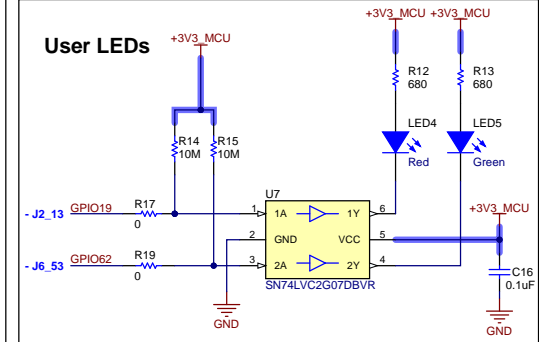 +3V3_MCU +3V3_MCU
User LEDs
+3V3_MCU
R12
680
R13
680
LED4
LED5
R14
10M
R15
10M
Red
Green
U7
- J2_13 GPIO19
R17
0
1 1A 1Y 6
+3V3_MCU
2 GND VCC 5
- J6_53 GPIO62
R19
0
3 2A 2Y 4
SN74LVC2G07DBVR
C16
0.1uF
GND
GND